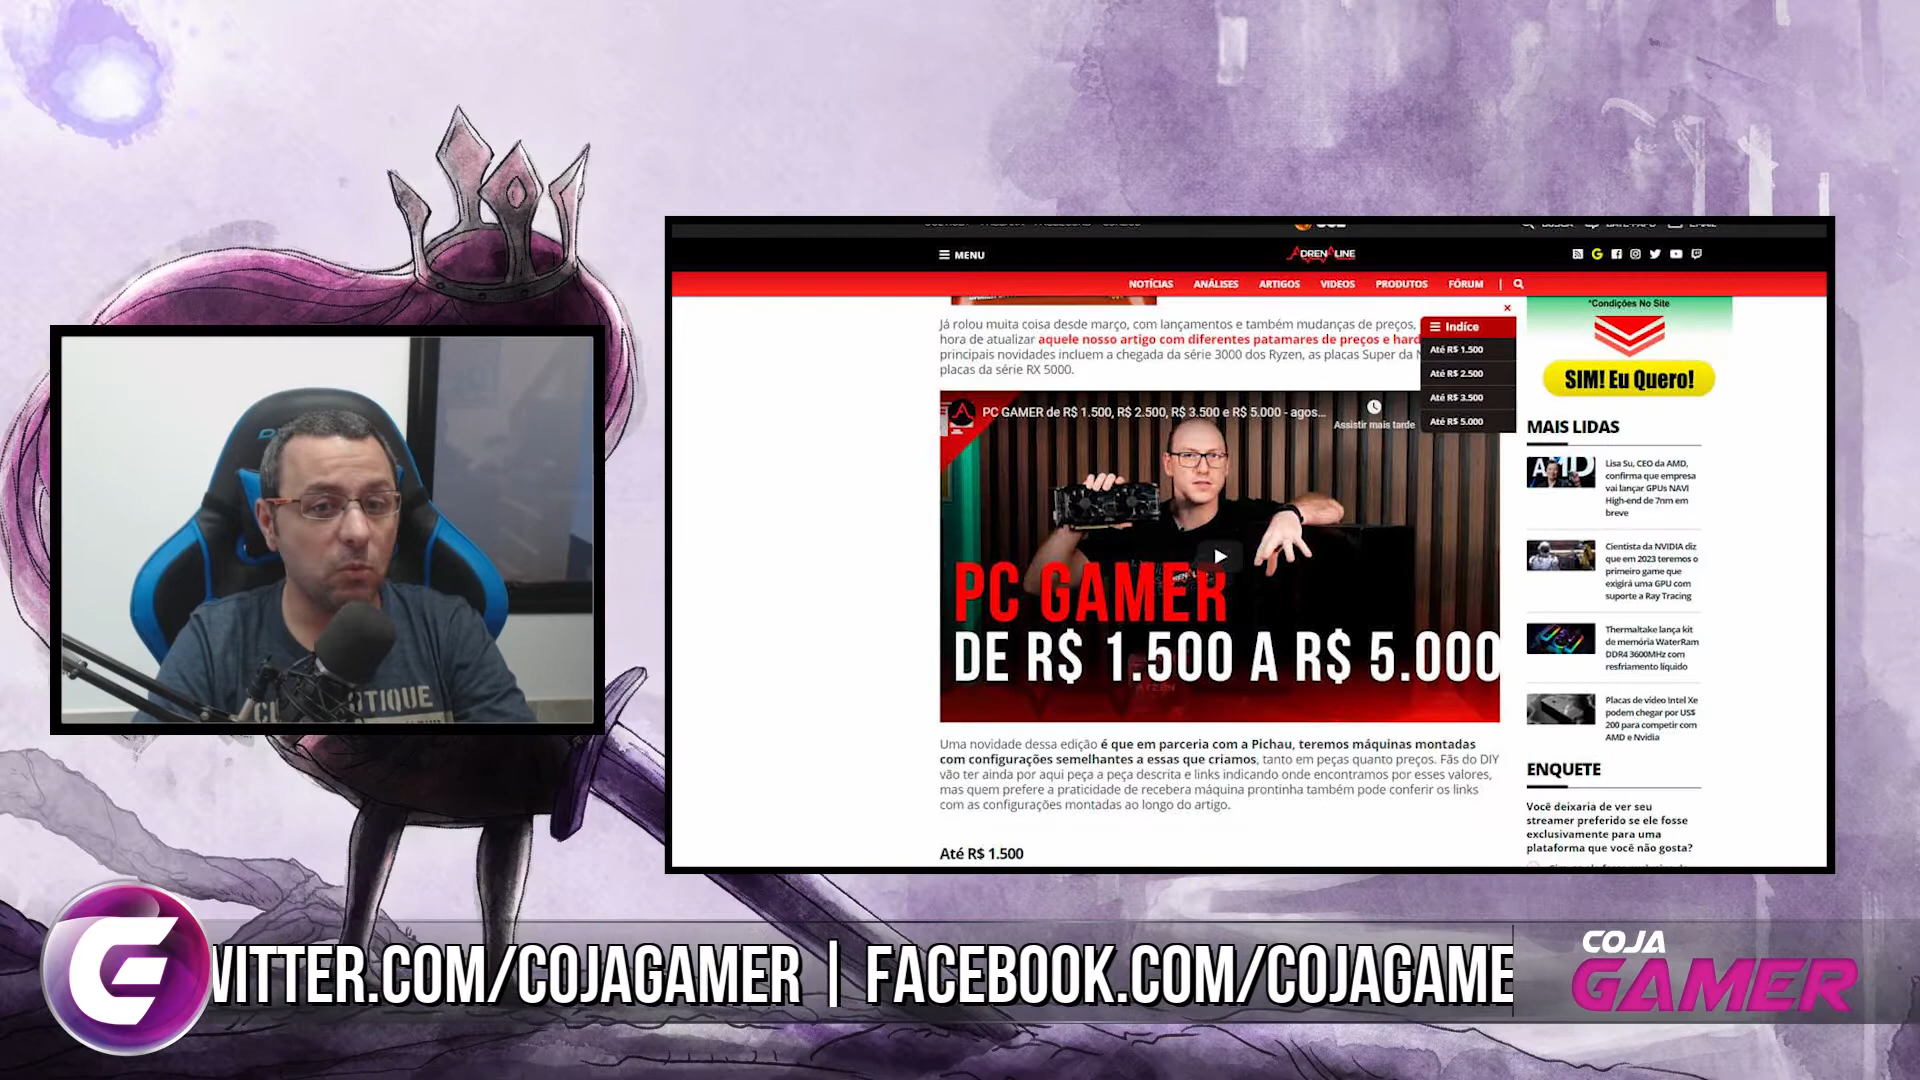 MENU
ADRENALINE
NOTÍCIAS ANÁLISES ARTIGOS VIDEOS PRODUTOS FÓRUM |
Já rolou muita coisa desde março, com lançamentos e também mudanças de preços,
hora de atualizar aquele nosso artigo com diferentes patamares de preços e hard
principais novidades incluem a chegada da série 3000 dos Ryzen, as placas Super da
placas da série RX 5000.
Indíce
Até R$ 1.500
Até R$ 2.500
Até R$ 3.500
Até R$ 5.000
PC GAMER de R$ 1.500, R$ 2.500, R$ 3.500 e R$ 5.000 - agos...
Assistir mais tarde
PC GAMER
DE R$ 1.500 A R$ 5.000
Uma novidade dessa edição é que em parceria com a Pichau, teremos máquinas montadas
com configurações semelhantes a essas que criamos, tanto em peças quanto preços. Fãs do DIY
vão ter ainda por aqui peça a peça descrita e links indicando onde encontramos por esses valores,
mas quem prefere a praticidade de recebera máquina prontinha também pode conferir os links
com as configurações montadas ao longo do artigo.
Até R$ 1.500
*Condições No Site
SIM! Eu Quero!
MAIS LIDAS
AMD
Lisa Su, CEO da AMD,
confirma que empresa
vai lançar GPUs NAVI
High-end de 7nm em
breve
Cientista da NVIDIA diz
que em 2023 teremos o
primeiro game que
exigirá uma GPU com
suporte a Ray Tracing
Thermaltake lança kit
de memória WaterRam
DDR4 3600MHz com
resfriamento líquido
Placas de vídeo Intel Xe
podem chegar por US$
200 para competir com
AMD e Nvidia
ENQUETE
Você deixaria de ver seu
streamer preferido se ele fosse
exclusivamente para uma
plataforma que você não gosta?
WITTER.COM/COJAGAMER | FACEBOOK.COM/COJAGAME
COJA
GAMER